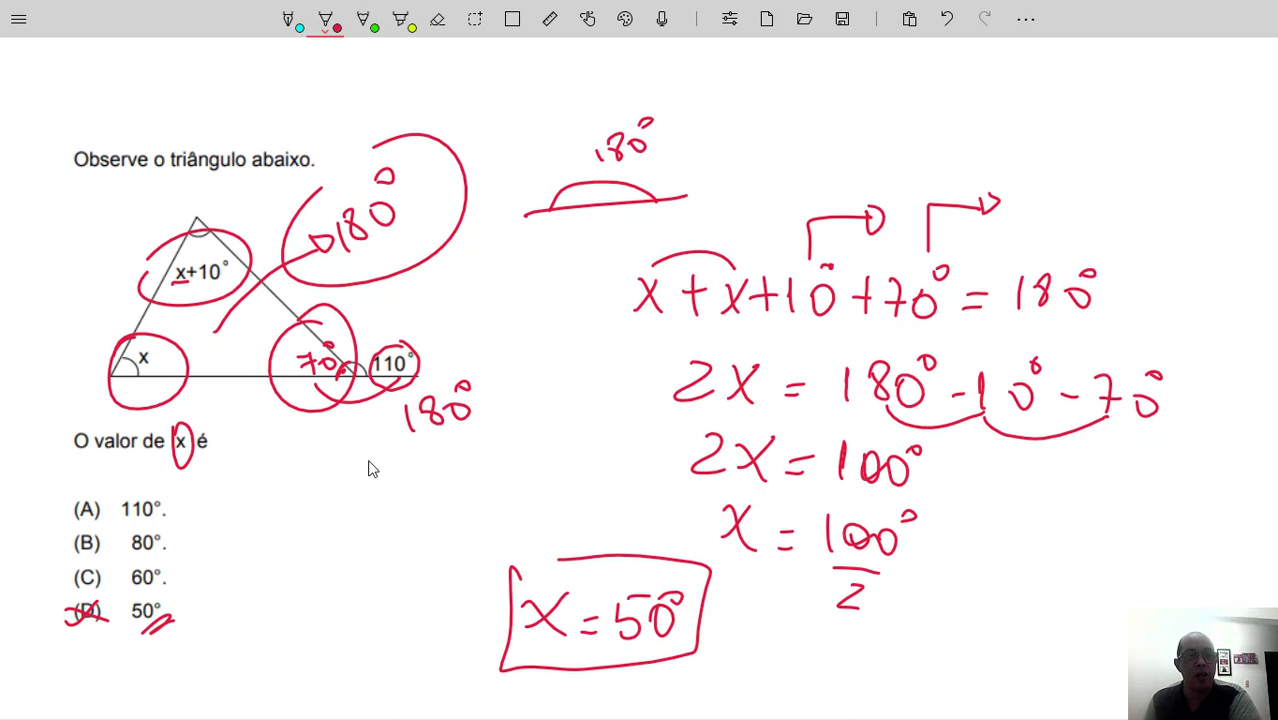 Observe o triângulo abaixo.
180°
180°
x+10°
x
70°
110°
180°
x + x + 10° + 70° = 180°
2x = 180° - 10° - 70°
2x = 100°
x = 100°
2
x = 50°
O valor de x é
(A) 110°.
(B) 80°.
(C) 60°.
(D) 50°.